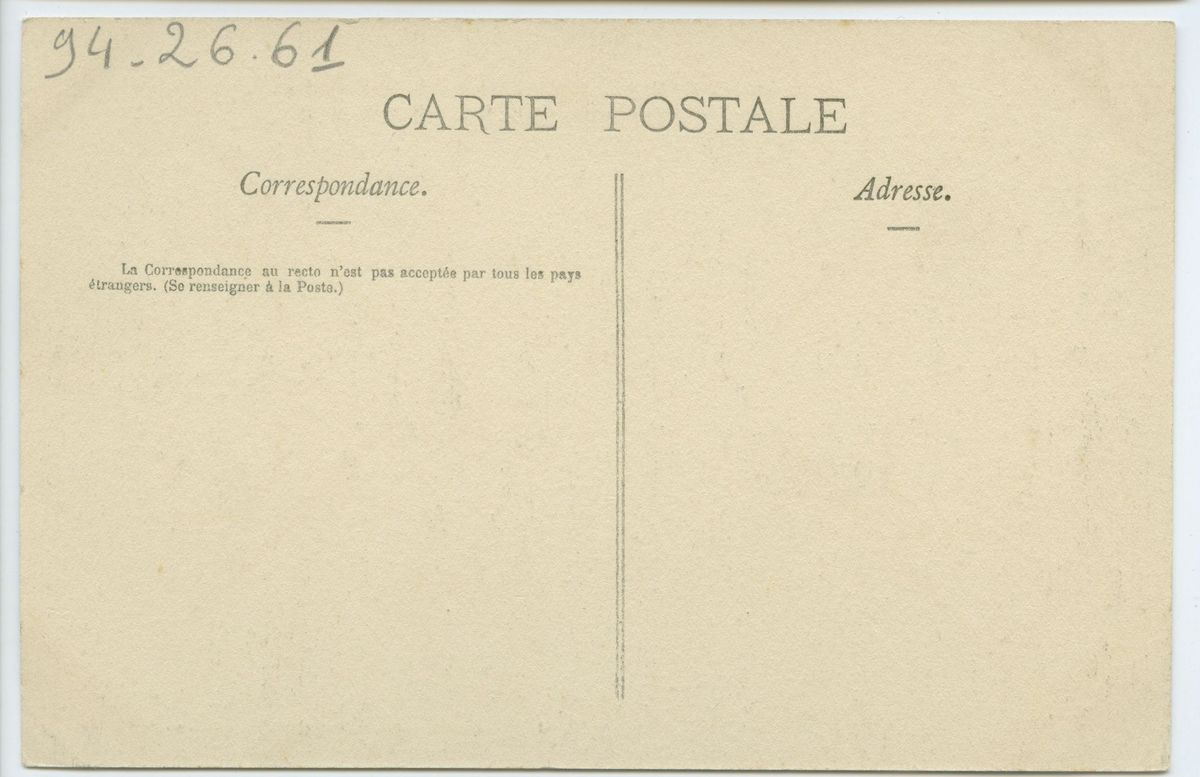 94-26.61
CARTE POSTALE
Correspondance.
Adresse.
La Correspondance au recto n'est pas acceptée par tous les pays
étrangers. (Se renseigner à la Poste.)